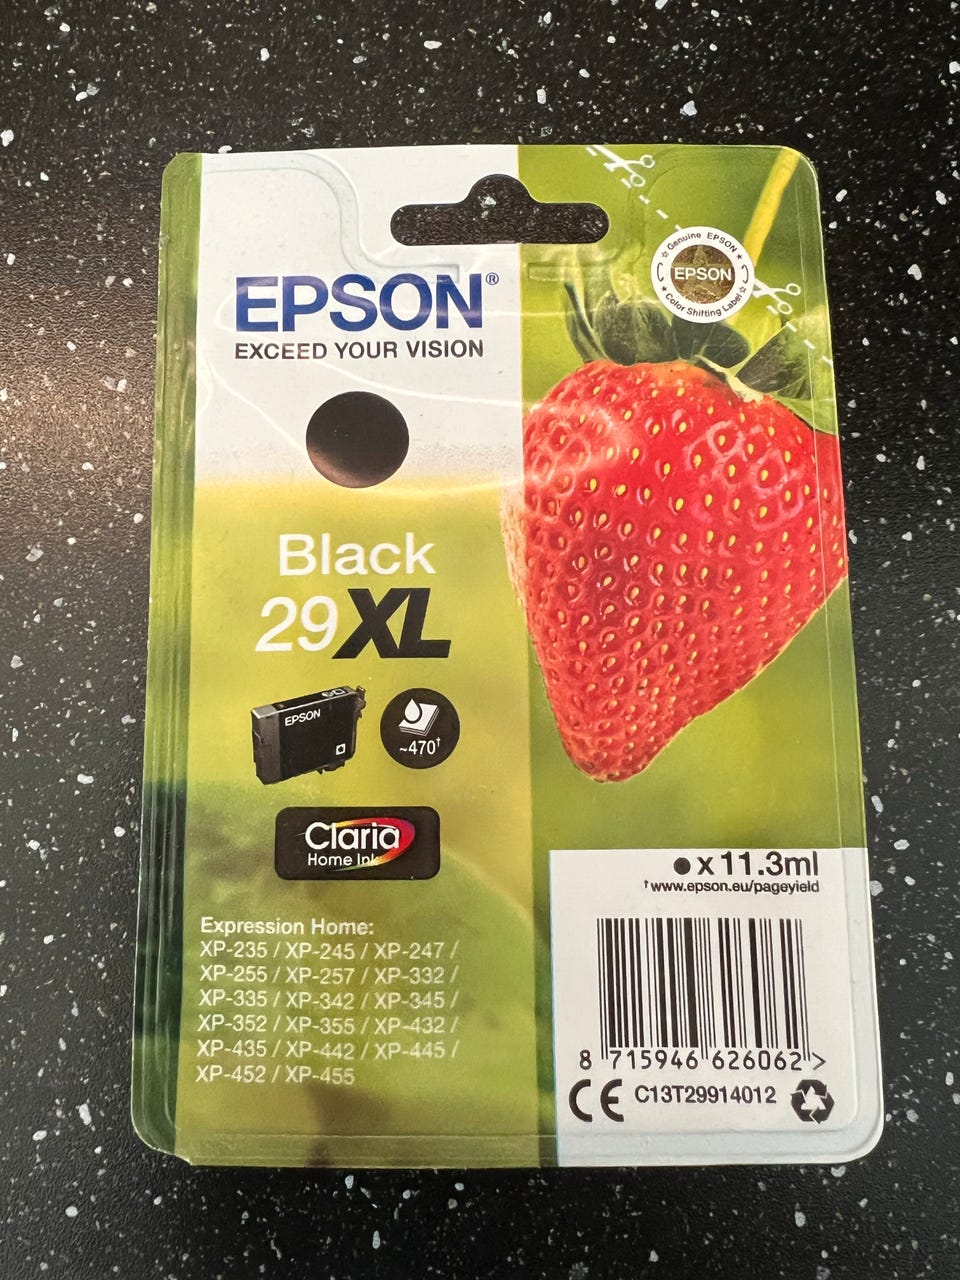 Genuine EPSON
EPSON
Color Shifting Label
EPSON®
EXCEED YOUR VISION
Black
29XL
EPSON
~470†
Claria
Home Ink
x 11.3ml
†www.epson.eu/pageyield
Expression Home:
XP-235 / XP-245 / XP-247 /
XP-255 / XP-257 / XP-332 /
XP-335 / XP-342 / XP-345 /
XP-352 / XP-355 / XP-432 /
XP-435 / XP-442 / XP-445 /
XP-452 / XP-455
8 715946 626062 >
CE C13T29914012